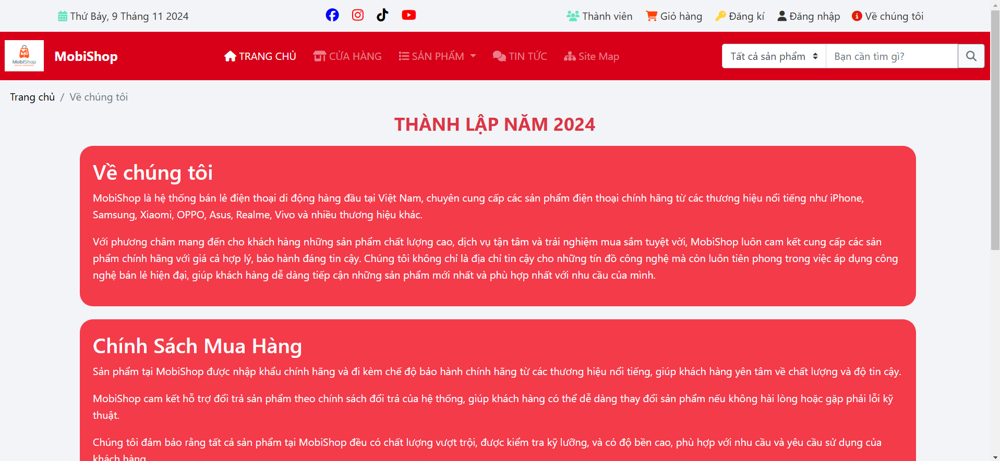 Thứ Bảy, 9 Tháng 11 2024
Thành viên
Giỏ hàng
Đăng kí
Đăng nhập
Về chúng tôi
MobiShop
MobiShop
TRANG CHỦ
CỬA HÀNG
SẢN PHẨM
TIN TỨC
Site Map
Tất cả sản phẩm
Bạn cần tìm gì?
Trang chủ / Về chúng tôi
THÀNH LẬP NĂM 2024
Về chúng tôi
MobiShop là hệ thống bán lẻ điện thoại di động hàng đầu tại Việt Nam, chuyên cung cấp các sản phẩm điện thoại chính hãng từ các thương hiệu nổi tiếng như iPhone,
Samsung, Xiaomi, OPPO, Asus, Realme, Vivo và nhiều thương hiệu khác.
Với phương châm mang đến cho khách hàng những sản phẩm chất lượng cao, dịch vụ tận tâm và trải nghiệm mua sắm tuyệt vời, MobiShop luôn cam kết cung cấp các sản
phẩm chính hãng với giá cả hợp lý, bảo hành đáng tin cậy. Chúng tôi không chỉ là địa chỉ tin cậy cho những tín đồ công nghệ mà còn luôn tiên phong trong việc áp dụng công
nghệ bán lẻ hiện đại, giúp khách hàng dễ dàng tiếp cận những sản phẩm mới nhất và phù hợp nhất với nhu cầu của mình.
Chính Sách Mua Hàng
Sản phẩm tại MobiShop được nhập khẩu chính hãng và đi kèm chế độ bảo hành chính hãng từ các thương hiệu nổi tiếng, giúp khách hàng yên tâm về chất lượng và độ tin cậy.
MobiShop cam kết hỗ trợ đổi trả sản phẩm theo chính sách đổi trả của hệ thống, giúp khách hàng có thể dễ dàng thay đổi sản phẩm nếu không hài lòng hoặc gặp phải lỗi kỹ
thuật.
Chúng tôi đảm bảo rằng tất cả sản phẩm tại MobiShop đều có chất lượng vượt trội, được kiểm tra kỹ lưỡng, và có độ bền cao, phù hợp với nhu cầu và yêu cầu sử dụng của
khách hàng.